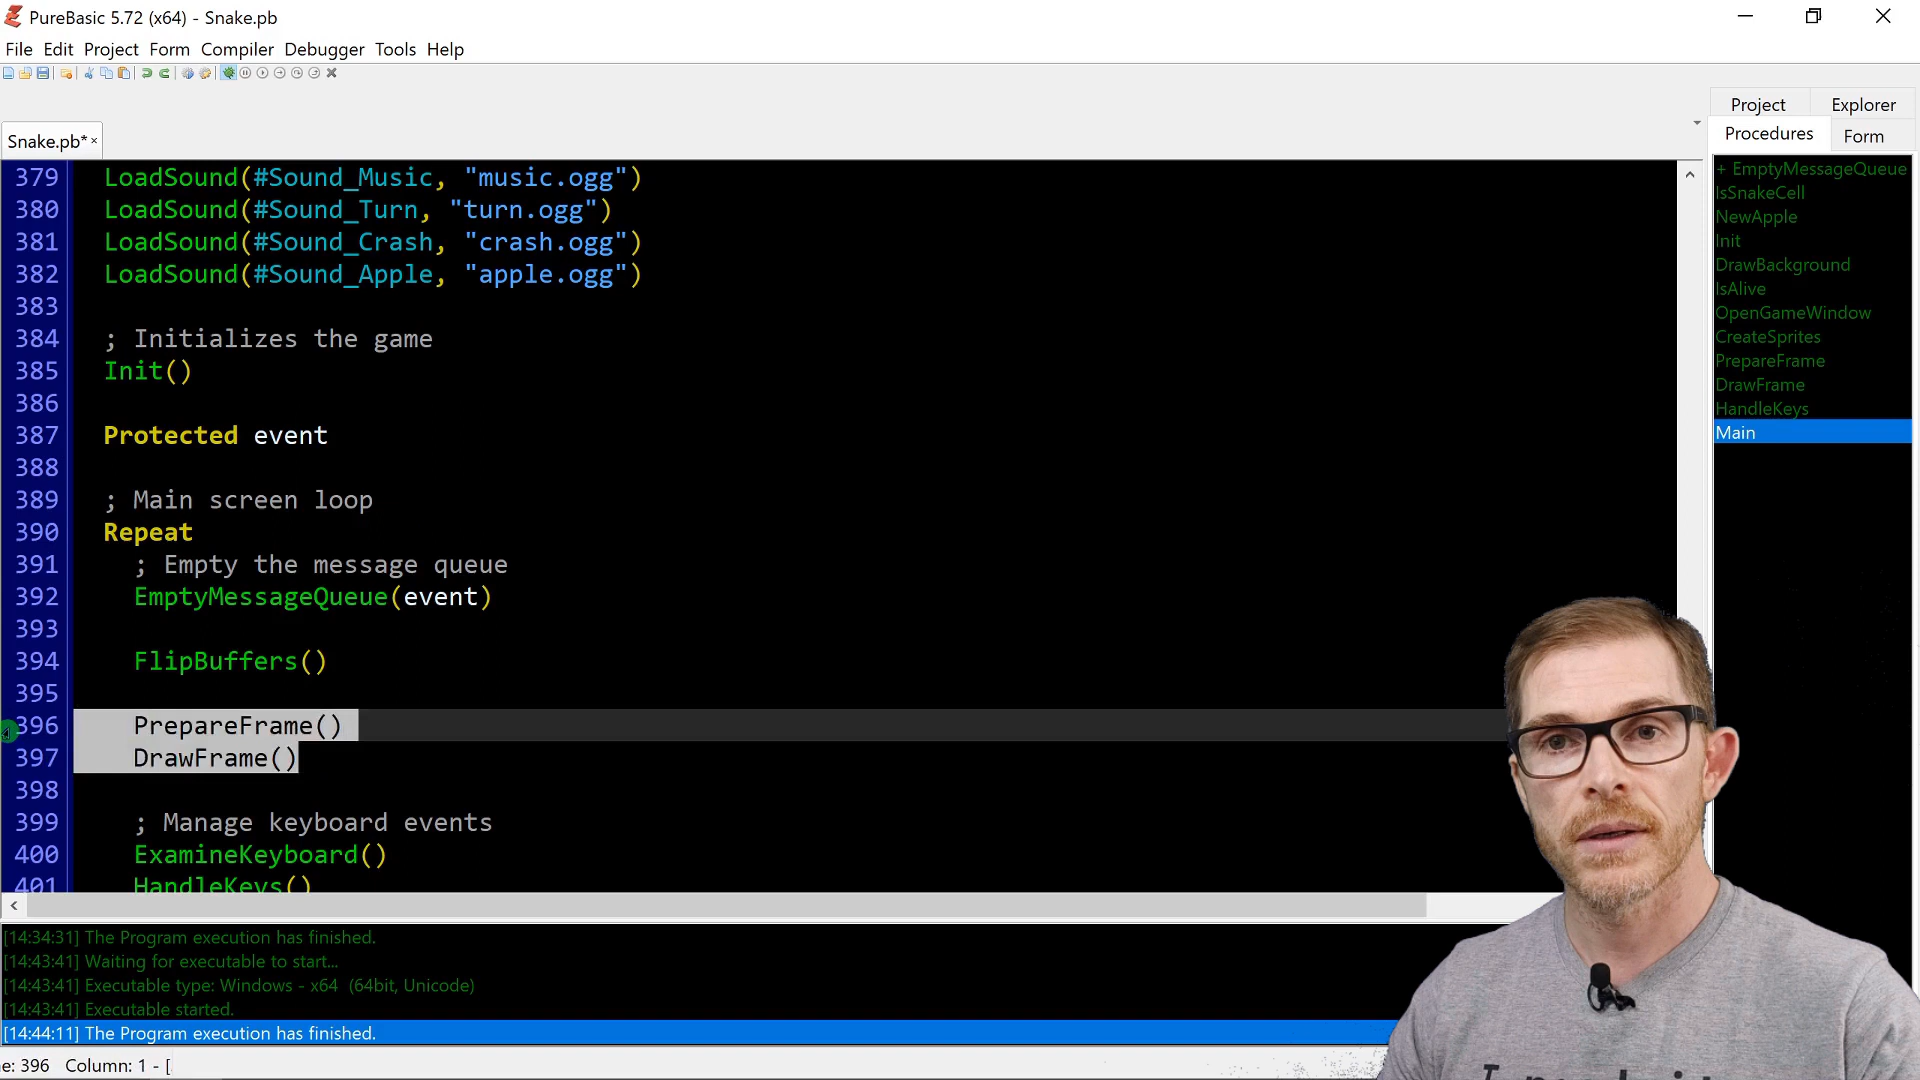 PureBasic 5.72 (x64) - Snake.pb
File Edit Project Form Compiler Debugger Tools Help
Project Explorer
Procedures Form
Snake.pb*
379 LoadSound(#Sound_Music, "music.ogg")
380 LoadSound(#Sound_Turn, "turn.ogg")
381 LoadSound(#Sound_Crash, "crash.ogg")
382 LoadSound(#Sound_Apple, "apple.ogg")
383
384 ; Initializes the game
385 Init()
386
387 Protected event
388
389 ; Main screen loop
390 Repeat
391 ; Empty the message queue
392 EmptyMessageQueue(event)
393
394 FlipBuffers()
395
396 PrepareFrame()
397 DrawFrame()
398
399 ; Manage keyboard events
400 ExamineKeyboard()
401 HandleKeys()
+ EmptyMessageQueue
IsSnakeCell
NewApple
Init
DrawBackground
IsAlive
OpenGameWindow
CreateSprites
PrepareFrame
DrawFrame
HandleKeys
Main
[14:34:31] The Program execution has finished.
[14:43:41] Waiting for executable to start...
[14:43:41] Executable type: Windows - x64 (64bit, Unicode)
[14:43:41] Executable started.
[14:44:11] The Program execution has finished.
e: 396 Column: 1 - [